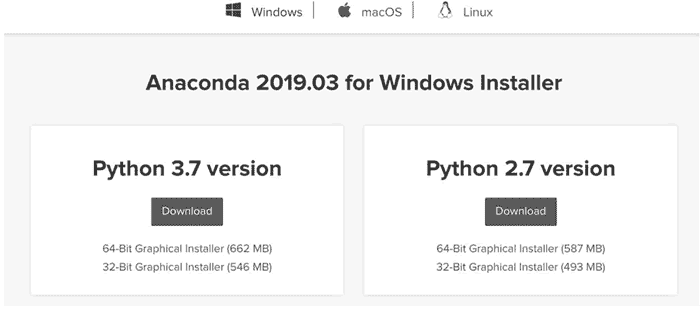 Windows | macOS | Linux
Anaconda 2019.03 for Windows Installer
Python 3.7 version
Download
64-Bit Graphical Installer (662 MB)
32-Bit Graphical Installer (546 MB)
Python 2.7 version
Download
64-Bit Graphical Installer (587 MB)
32-Bit Graphical Installer (493 MB)